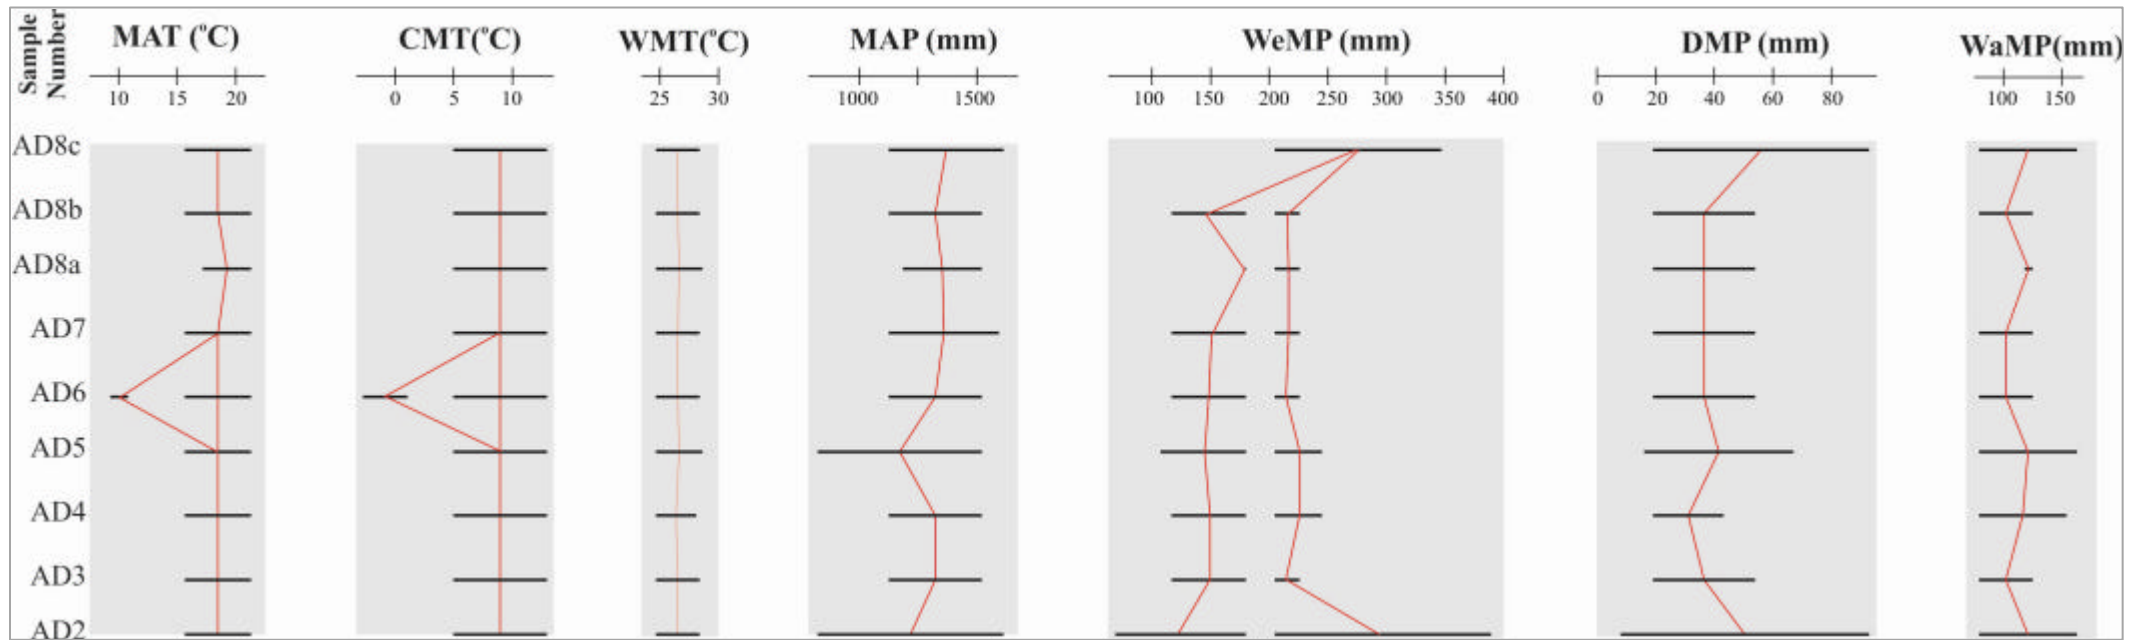 Sample Number
MAT (°C) CMT(°C) WMT(°C) MAP (mm) WeMP (mm) DMP (mm) WaMP(mm)
10 15 20 0 5 10 25 30 1000 1500 100 150 200 250 300 350 400 0 20 40 60 80 100 150
AD8c
AD8b
AD8a
AD7
AD6
AD5
AD4
AD3
AD2